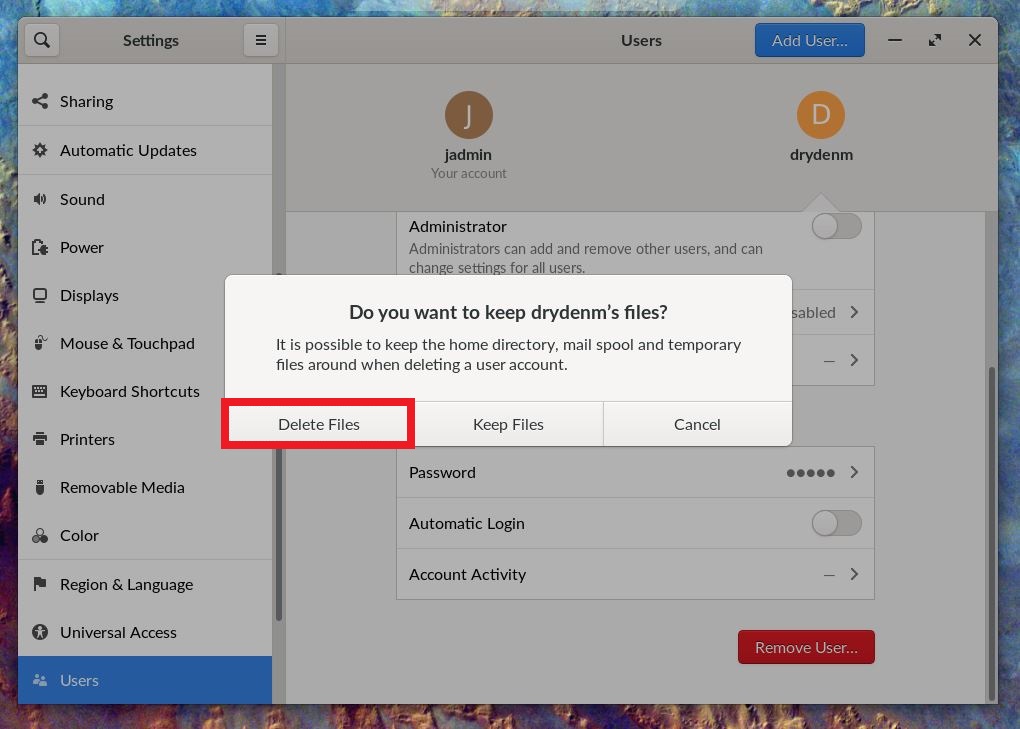 Settings
Users
Add User...
Sharing
Automatic Updates
Sound
Power
Displays
Mouse & Touchpad
Keyboard Shortcuts
Printers
Removable Media
Color
Region & Language
Universal Access
Users
J
jadmin
Your account
D
drydenm
Administrator
Administrators can add and remove other users, and can
change settings for all users.
sabled
Do you want to keep drydenm’s files?
It is possible to keep the home directory, mail spool and temporary
files around when deleting a user account.
Delete Files
Keep Files
Cancel
Password
Automatic Login
Account Activity
Remove User...